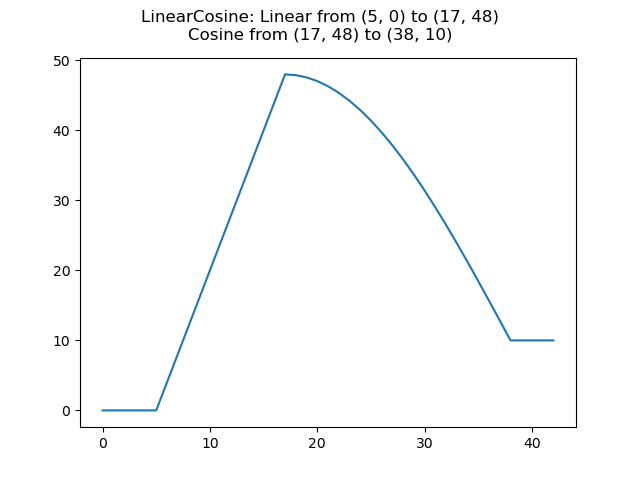 LinearCosine: Linear from (5, 0) to (17, 48)
Cosine from (17, 48) to (38, 10)
50
40
30
20
10
0
0 10 20 30 40